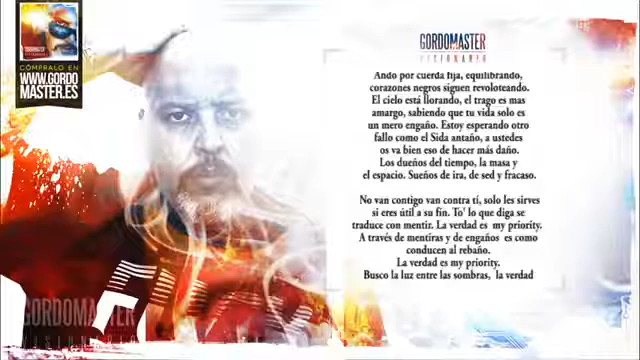 GORDOMASTER
VISIONARIO
CÓMPRALO EN
WWW.GORDO
MASTER.ES
GORDOMASTER
VISIONARIO
Ando por cuerda fija, equilibrando,
corazones negros siguen revoloteando.
El cielo está llorando, el trago es mas
amargo, sabiendo que tu vida solo es
un mero engaño. Estoy esperando otro
fallo como el Sida antaño, a ustedes
os va bien eso de hacer más daño.
Los dueños del tiempo, la masa y
el espacio. Sueños de ira, de sed y fracaso.
No van contigo van contra tí, solo les sirves
si eres útil a su fin. To' lo que diga se
traduce con mentir. La verdad es my priority.
A través de mentiras y de engaños es como
conducen al rebaño.
La verdad es my priority.
Busco la luz entre las sombras, la verdad
GORDOMASTER
VISIONARIO